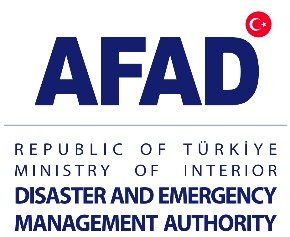 AFAD
REPUBLIC OF TÜRKİYE
MINISTRY OF INTERIOR
DISASTER AND EMERGENCY
MANAGEMENT AUTHORITY